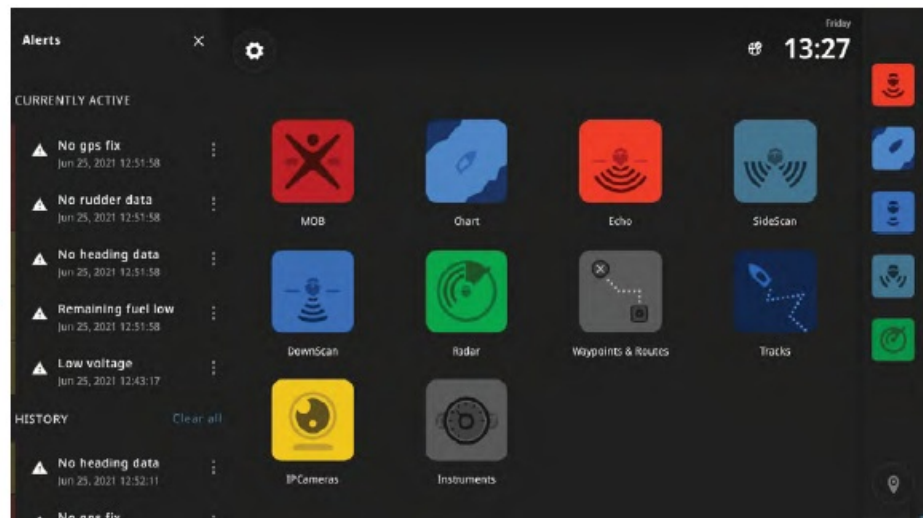 Alerts
Friday
13:27
CURRENTLY ACTIVE
No gps fix
Jun 25, 2021 12:51:58
No rudder data
Jun 25, 2021 12:51:58
No heading data
Jun 25, 2021 12:51:58
Remaining fuel low
Jun 25, 2021 12:51:58
Low voltage
Jun 25, 2021 12:43:17
HISTORY Clear all
No heading data
Jun 25, 2021 12:52:11
No gps fix
MOB Chart Echo SideScan
DownScan Radar Waypoints & Routes Tracks
IPCameras Instruments